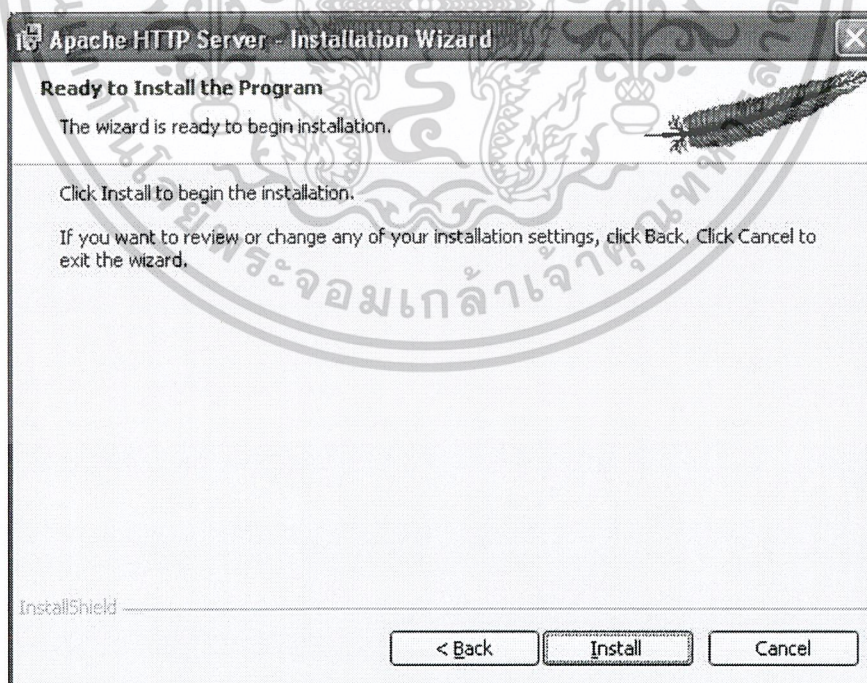 Apache HTTP Server - Installation Wizard
Ready to Install the Program
The wizard is ready to begin installation.
Click Install to begin the installation.
If you want to review or change any of your installation settings, click Back. Click Cancel to
exit the wizard.
InstallShield
< Back
Install
Cancel